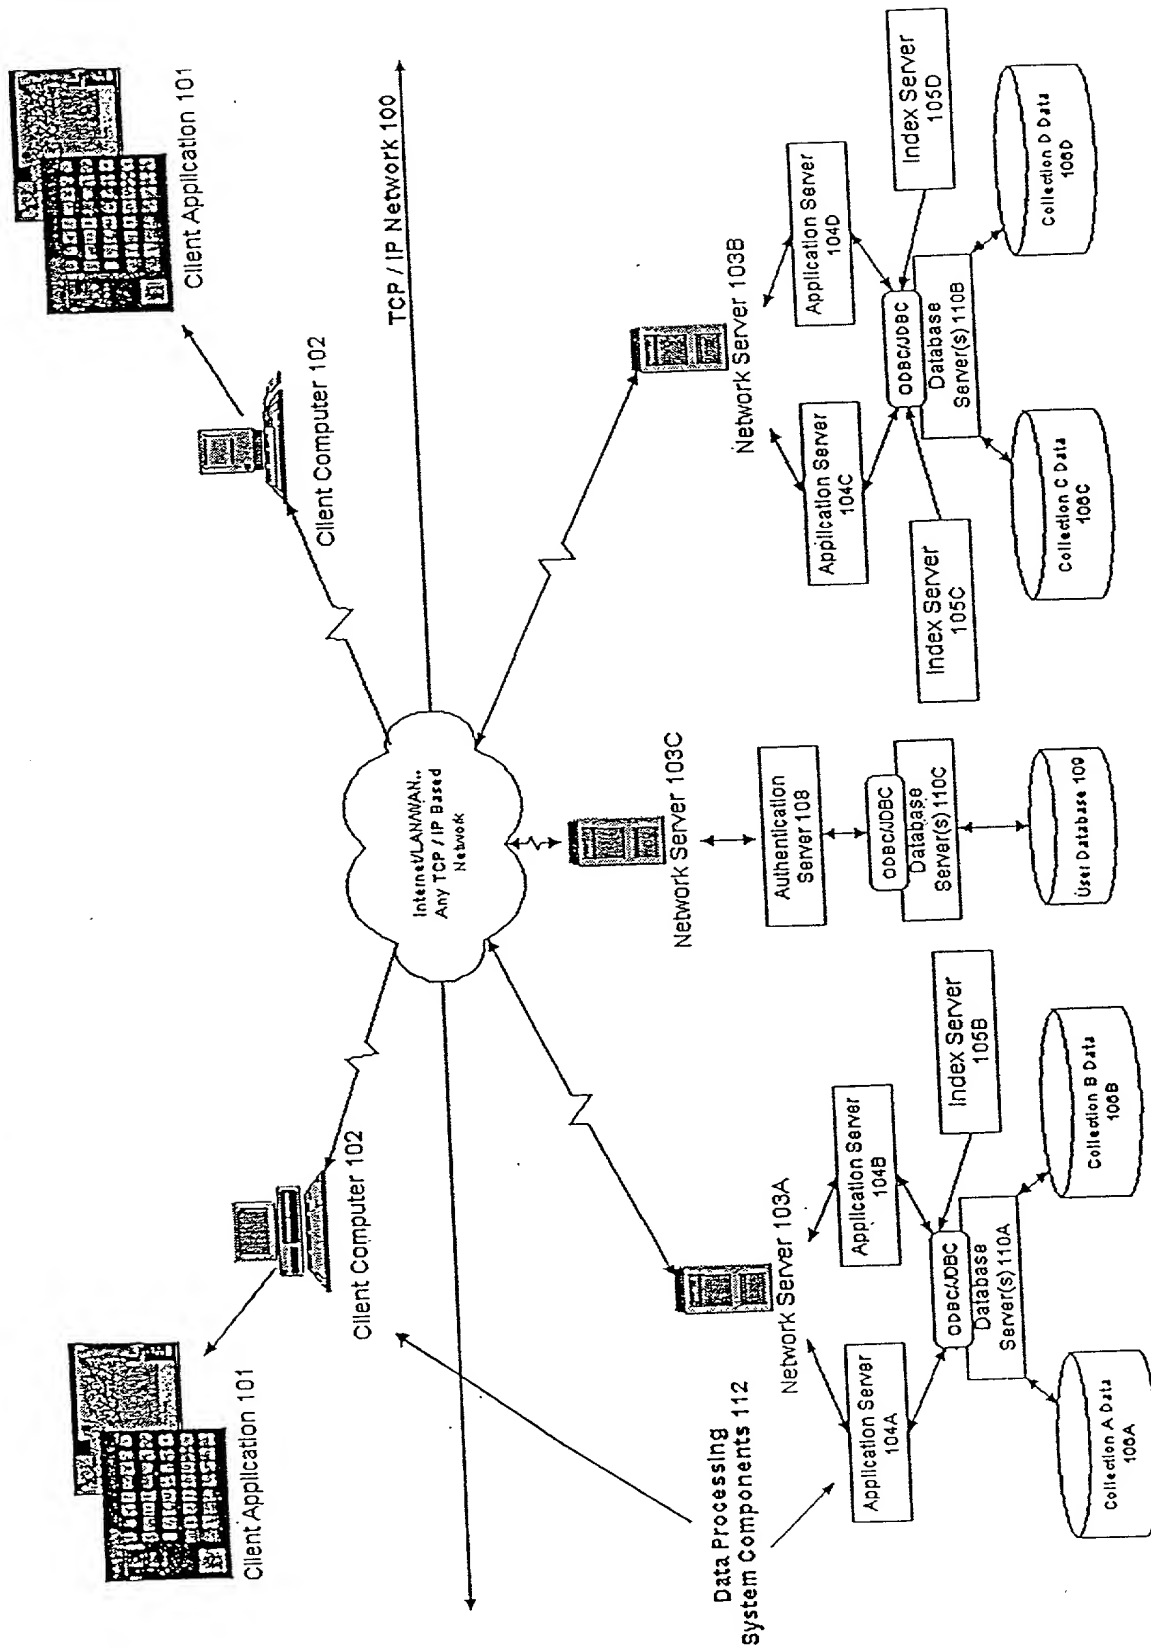 Client Application 101
Client Application 101
Client Computer 102
Client Computer 102
TCP / IP Network 100
Internet/LAN/WAN..
Any TCP / IP Based
Network
Data Processing
System Components 112
Network Server 103A
Network Server 103C
Network Server 103B
Application Server
104A
Application Server
104B
Index Server
105B
ODBC/JDBC
Database
Server(s) 110A
Collection A Data
106A
Collection B Data
106B
Authentication
Server 108
ODBC/JDBC
Database
Server(s) 110C
User Database 109
Application Server
104C
Application Server
104D
Index Server
105C
Index Server
105D
ODBC/JDBC
Database
Server(s) 110B
Collection C Data
106C
Collection D Data
106D